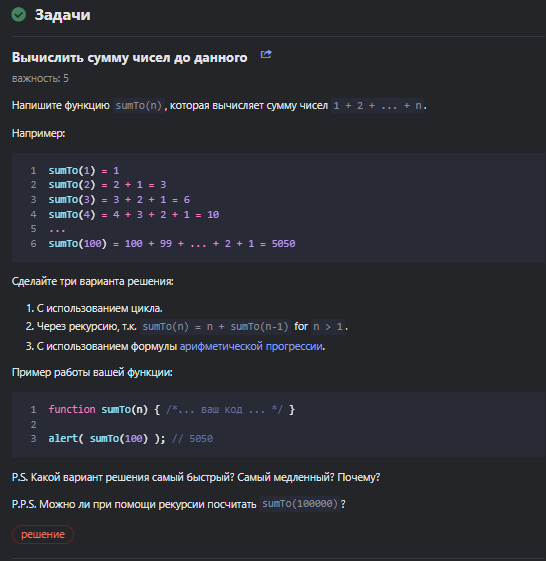 Задачи
Вычислить сумму чисел до данного
важность: 5
Напишите функцию sumTo(n), которая вычисляет сумму чисел 1 + 2 + ... + n.
Например:
1 sumTo(1) = 1
2 sumTo(2) = 2 + 1 = 3
3 sumTo(3) = 3 + 2 + 1 = 6
4 sumTo(4) = 4 + 3 + 2 + 1 = 10
5 ...
6 sumTo(100) = 100 + 99 + ... + 2 + 1 = 5050
Сделайте три варианта решения:
1. С использованием цикла.
2. Через рекурсию, т.к. sumTo(n) = n + sumTo(n-1) for n > 1.
3. С использованием формулы арифметической прогрессии.
Пример работы вашей функции:
1 function sumTo(n) { /*... ваш код ... */ }
2
3 alert( sumTo(100) ); // 5050
P.S. Какой вариант решения самый быстрый? Самый медленный? Почему?
P.P.S. Можно ли при помощи рекурсии посчитать sumTo(100000)?
решение